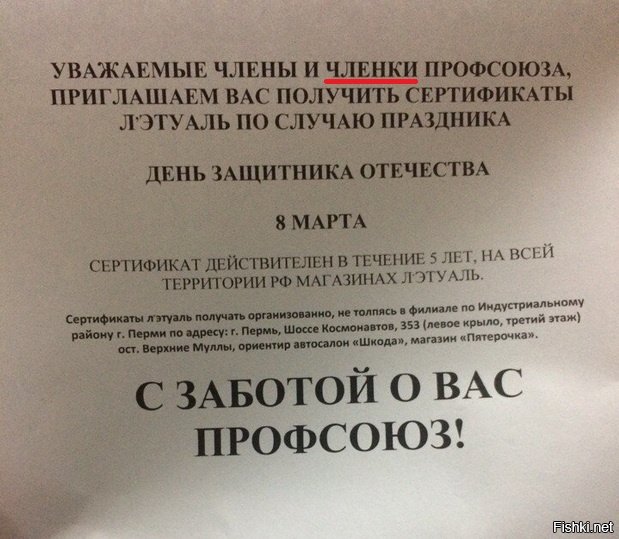 УВАЖАЕМЫЕ ЧЛЕНЫ И ЧЛЕНКИ ПРОФСОЮЗА,
ПРИГЛАШАЕМ ВАС ПОЛУЧИТЬ СЕРТИФИКАТЫ
Л'ЭТУАЛЬ ПО СЛУЧАЮ ПРАЗДНИКА
ДЕНЬ ЗАЩИТНИКА ОТЕЧЕСТВА
8 МАРТА
СЕРТИФИКАТ ДЕЙСТВИТЕЛЕН В ТЕЧЕНИЕ 5 ЛЕТ, НА ВСЕЙ
ТЕРРИТОРИИ РФ МАГАЗИНАХ Л'ЭТУАЛЬ.
Сертификаты л'этуаль получать организованно, не толпясь в филиале по Индустриальному
району г. Перми по адресу: г. Пермь, Шоссе Космонавтов, 353 (левое крыло, третий этаж)
ост. Верхние Муллы, ориентир автосалон «Шкода», магазин «Пятерочка».
С ЗАБОТОЙ О ВАС
ПРОФСОЮЗ!
Fishki.net